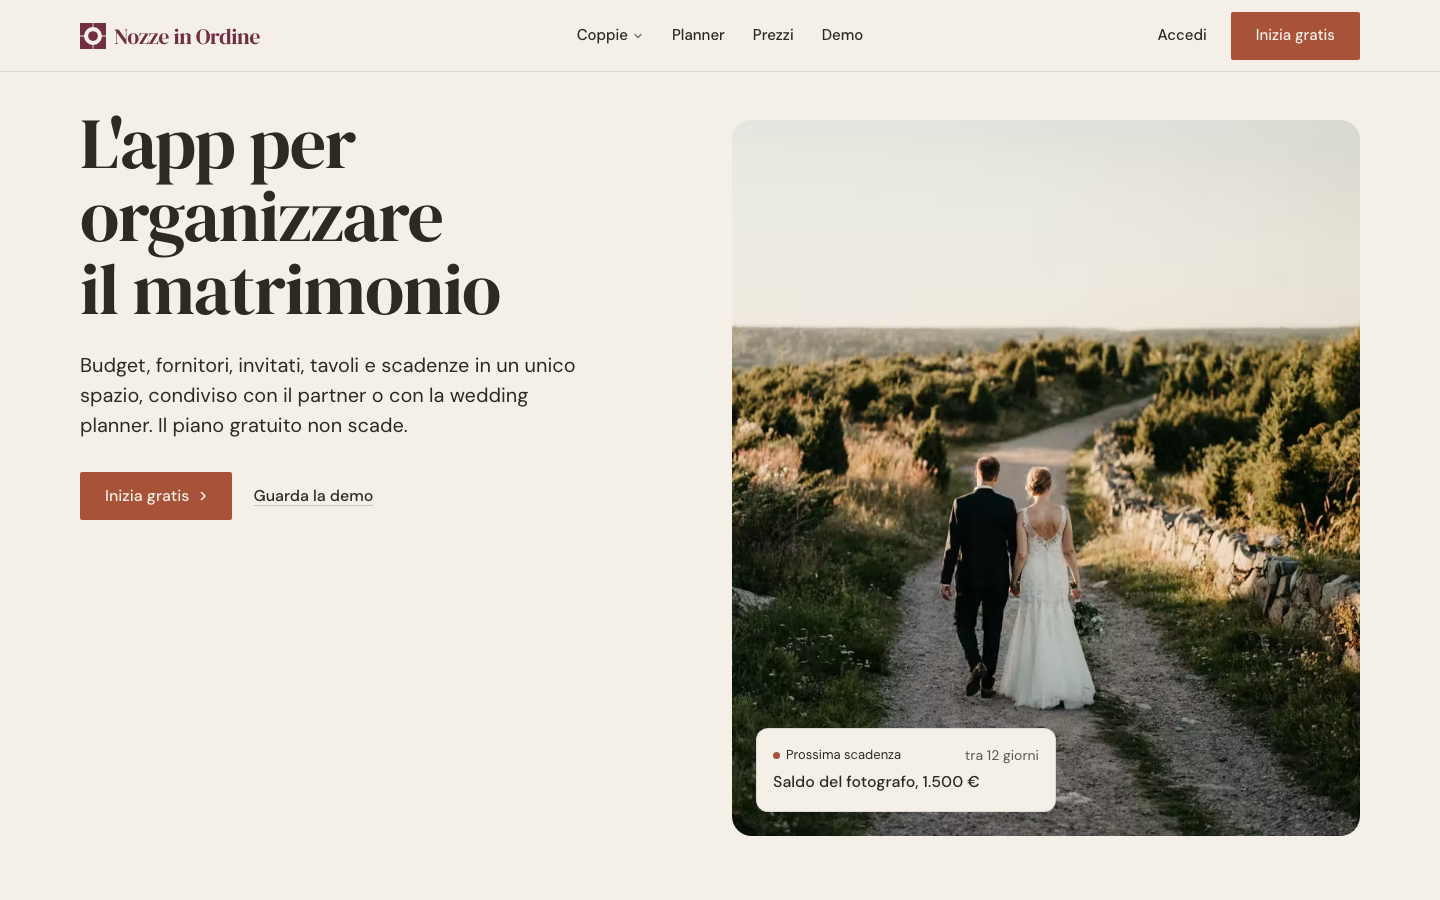 Nozze in Ordine
Coppie
Planner
Prezzi
Demo
Accedi
Inizia gratis
L'app per
organizzare
il matrimonio
Budget, fornitori, invitati, tavoli e scadenze in un unico
spazio, condiviso con il partner o con la wedding
planner. Il piano gratuito non scade.
Inizia gratis
Guarda la demo
Prossima scadenza
tra 12 giorni
Saldo del fotografo, 1.500 €